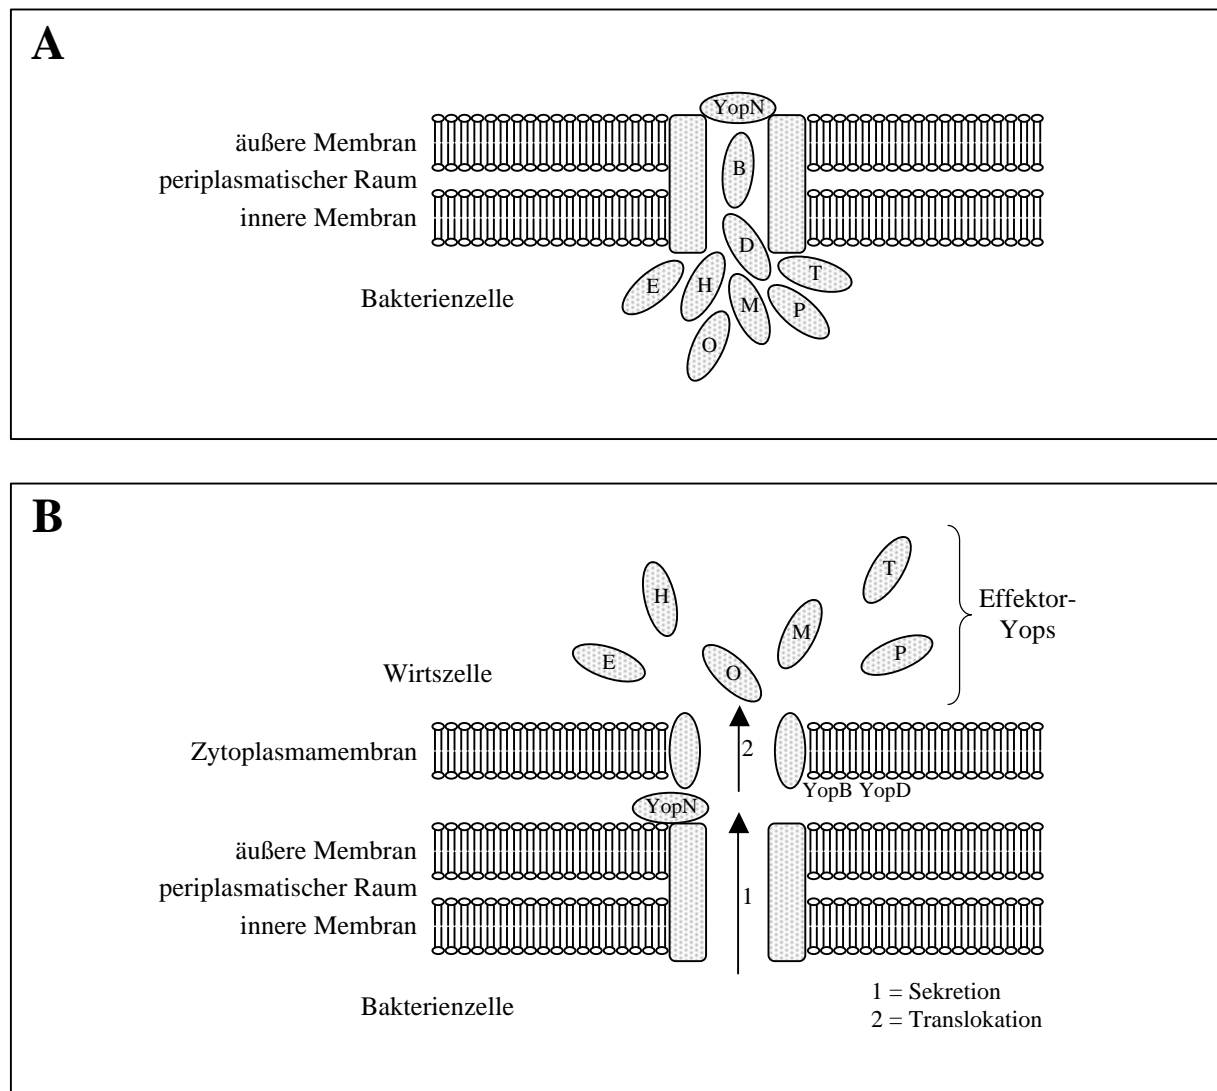 A
YopN
äußere Membran
B
periplasmatischer Raum
innere Membran
D
T
E
H
Bakterienzelle
M
P
O
B
T
H
Effektor-
Yops
M
E
P
O
Wirtszelle
Zytoplasmamembran
2
YopB YopD
YopN
äußere Membran
periplasmatischer Raum
1
innere Membran
1 = Sekretion
Bakterienzelle
2 = Translokation